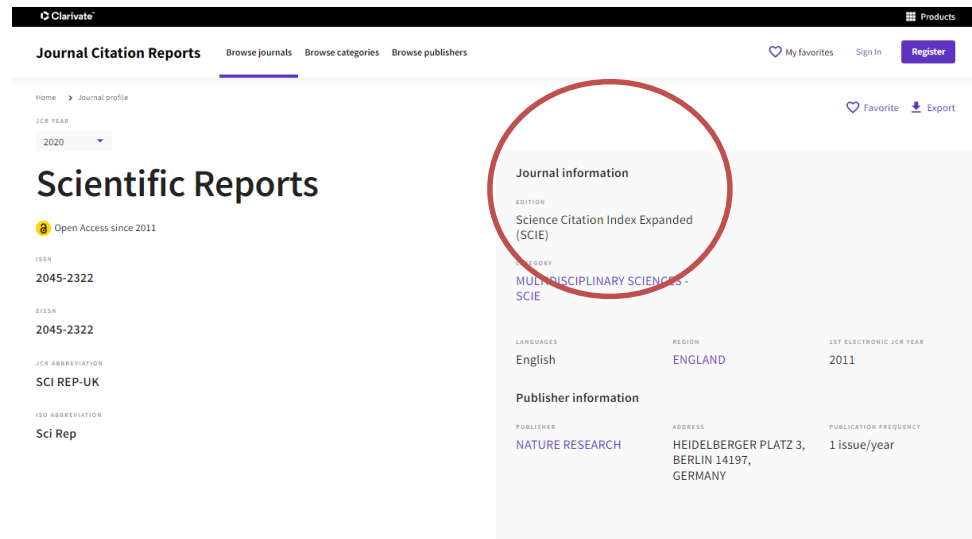 Clarivate™
Products
Journal Citation Reports
Browse journals
Browse categories
Browse publishers
My favorites
Sign In
Register
Home > Journal profile
Favorite
Export
JCR YEAR
2020
Scientific Reports
Open Access since 2011
ISSN
2045-2322
EISSN
2045-2322
JCR ABBREVIATION
SCI REP-UK
ISO ABBREVIATION
Sci Rep
Journal information
EDITION
Science Citation Index Expanded
(SCIE)
CATEGORY
MULTIDISCIPLINARY SCIENCES -
SCIE
LANGUAGES
English
REGION
ENGLAND
1ST ELECTRONIC JCR YEAR
2011
Publisher information
PUBLISHER
NATURE RESEARCH
ADDRESS
HEIDELBERGER PLATZ 3,
BERLIN 14197,
GERMANY
PUBLICATION FREQUENCY
1 issue/year